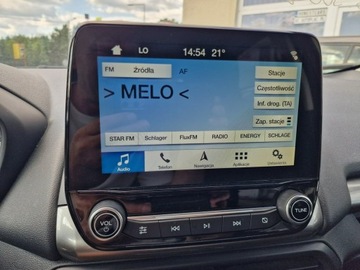 LO 14:54 21°
FM Źródła AF Stacje
> MELO < Częstotliwość
Inf. drog. (TA)
Zap. stacje
STAR FM Schlager FluxFM RADIO ENERGY SCHLAGE
Audio Telefon Nawigacja Aplikacje Ustawienia
VOL TUNE